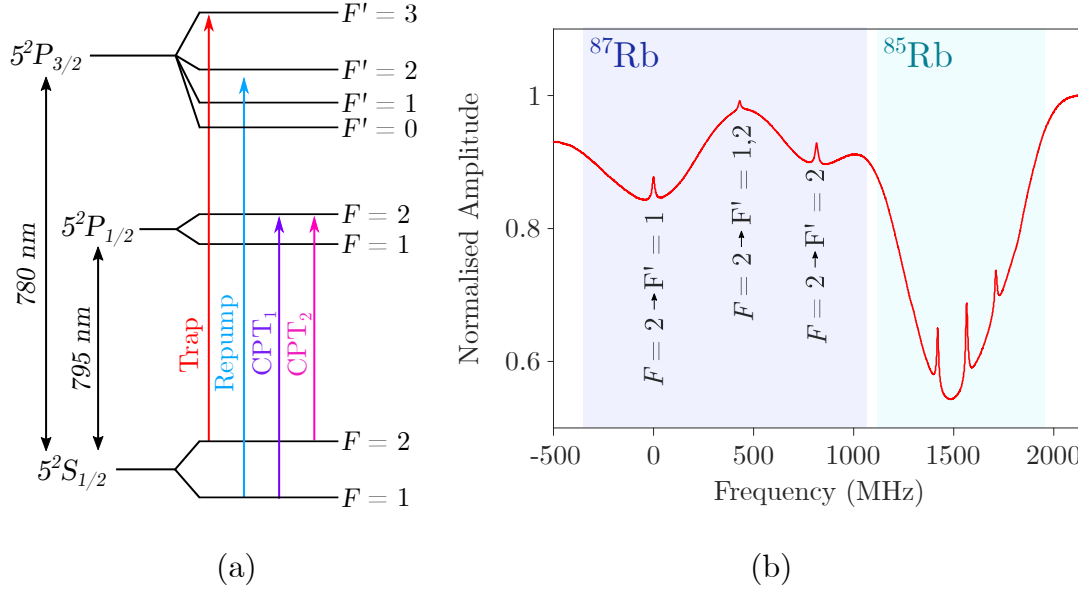 5²P₃/₂
F' = 3
F' = 2
F' = 1
F' = 0
5²P₁/₂
F = 2
F = 1
780 nm
795 nm
Trap
Repump
CPT₁
CPT₂
5²S₁/₂
F = 2
F = 1
(a)
⁸⁷Rb
⁸⁵Rb
Normalised Amplitude
1
0.8
0.6
F = 2→F' = 1
F = 2→F' = 1,2
F = 2→F' = 2
-500
0
500
1000
1500
2000
Frequency (MHz)
(b)